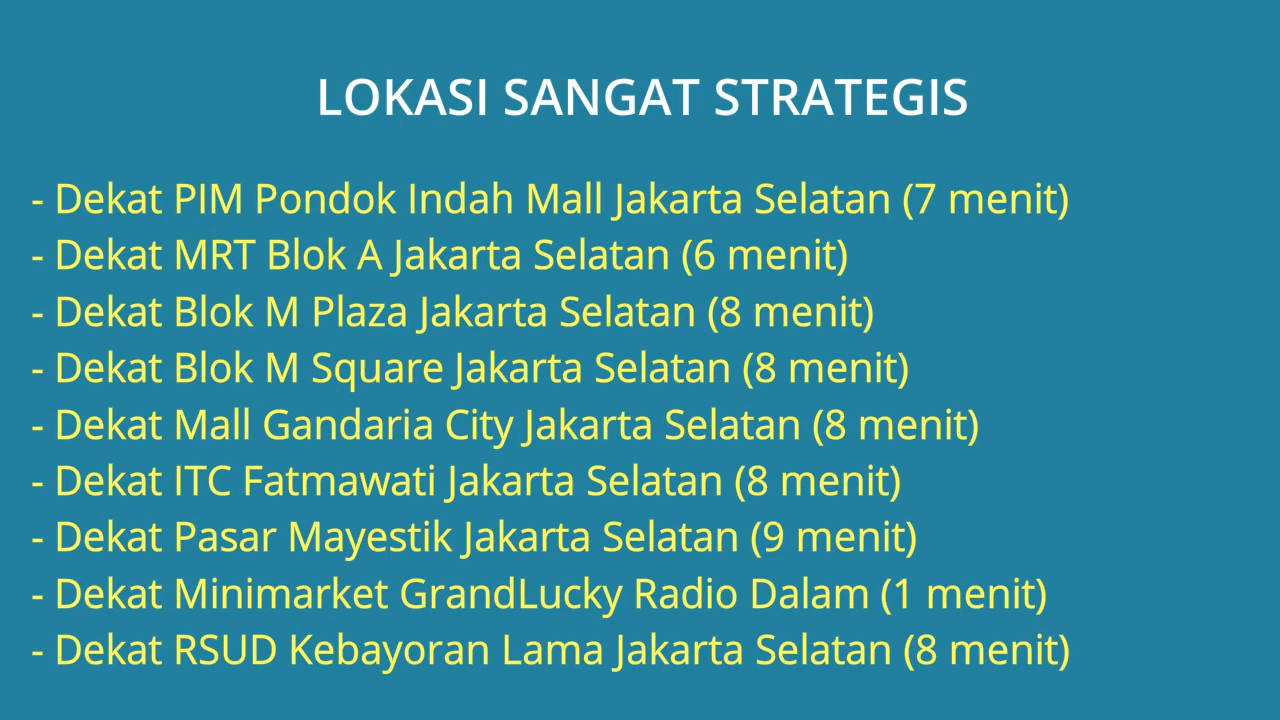 LOKASI SANGAT STRATEGIS
- Dekat PIM Pondok Indah Mall Jakarta Selatan (7 menit)
- Dekat MRT Blok A Jakarta Selatan (6 menit)
- Dekat Blok M Plaza Jakarta Selatan (8 menit)
- Dekat Blok M Square Jakarta Selatan (8 menit)
- Dekat Mall Gandaria City Jakarta Selatan (8 menit)
- Dekat ITC Fatmawati Jakarta Selatan (8 menit)
- Dekat Pasar Mayestik Jakarta Selatan (9 menit)
- Dekat Minimarket GrandLucky Radio Dalam (1 menit)
- Dekat RSUD Kebayoran Lama Jakarta Selatan (8 menit)